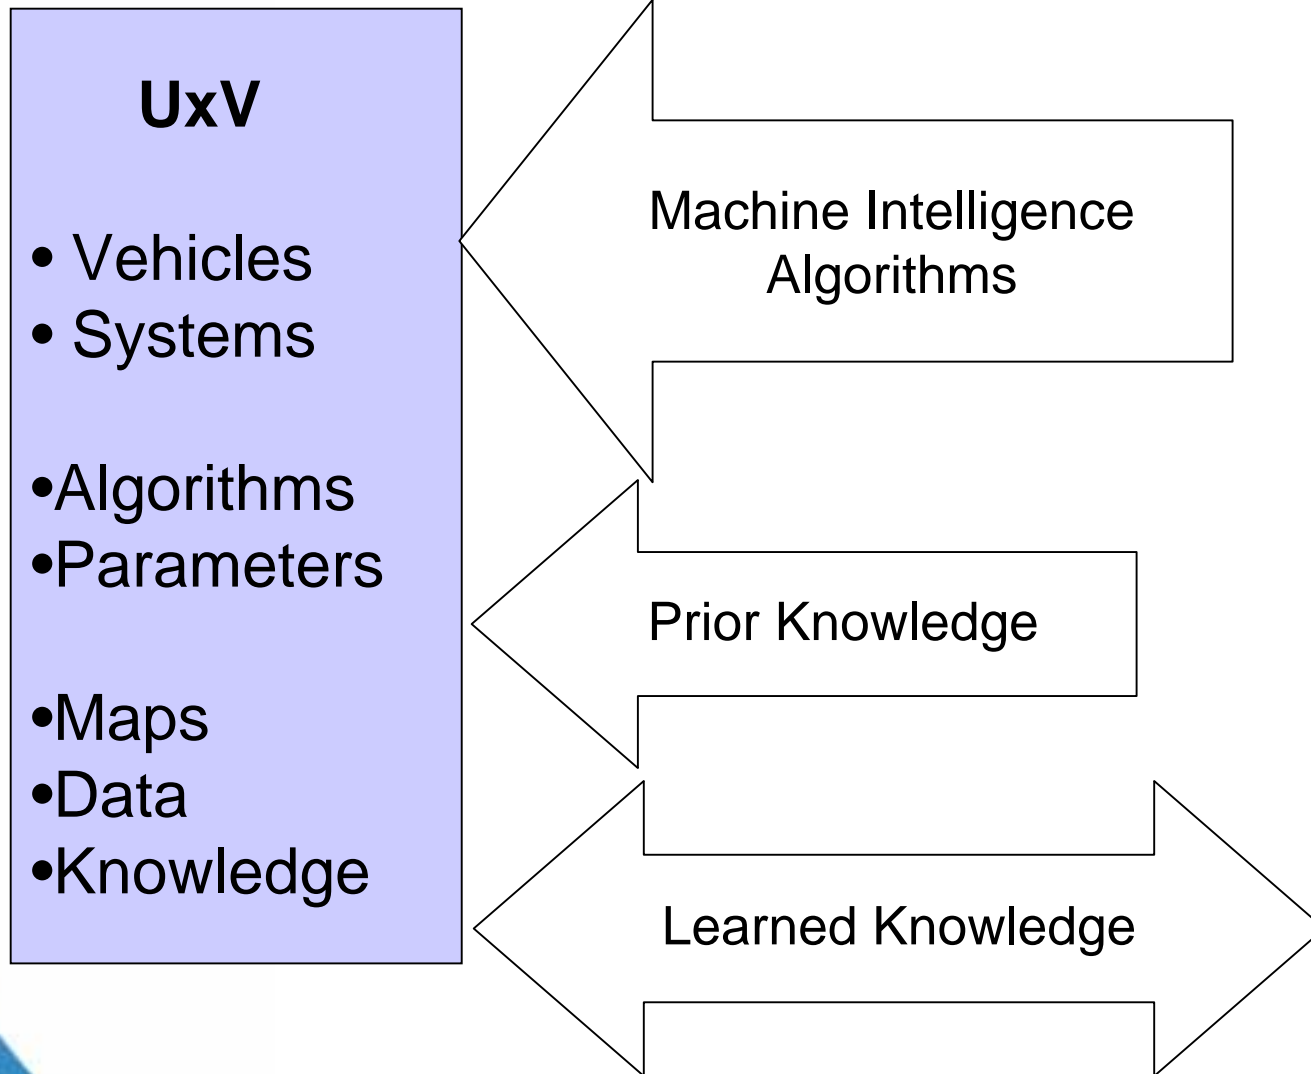 UxV
• Vehicles
• Systems
•Algorithms
•Parameters
•Maps
•Data
•Knowledge
Machine Intelligence
Algorithms
Prior Knowledge
Learned Knowledge